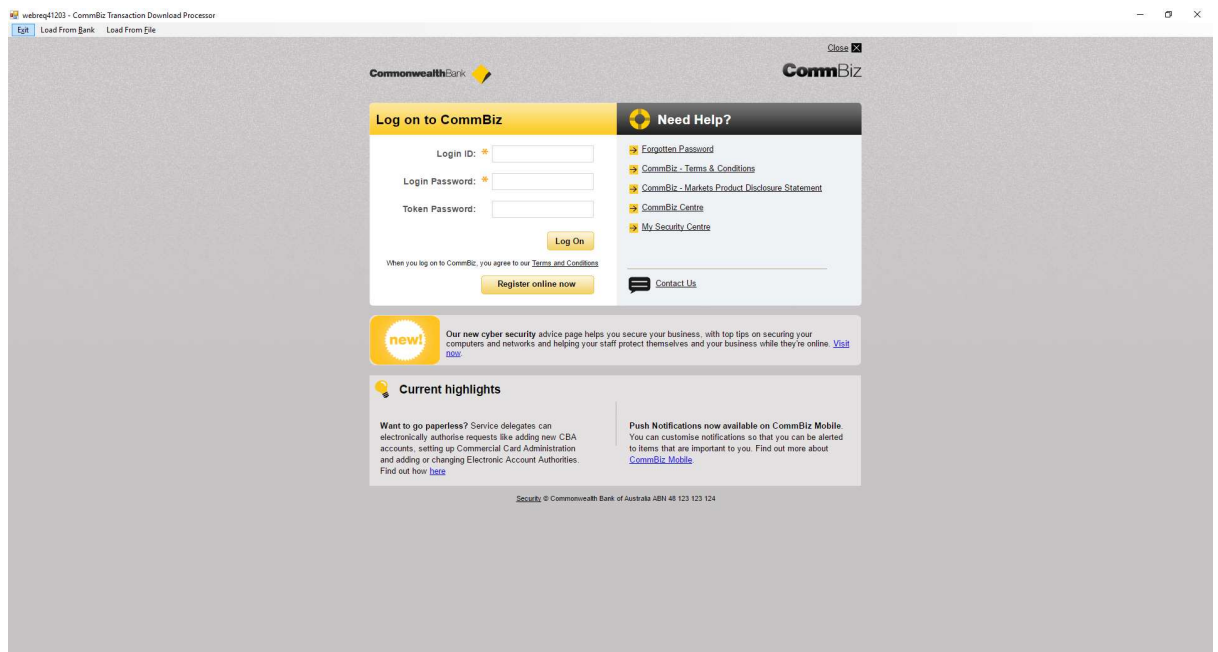 webreq41203 - CommBiz Transaction Download Processor
Exit Load From Bank Load From File
Close
CommonwealthBank
CommBiz
Log on to CommBiz
Login ID: *
Login Password: *
Token Password:
Log On
When you log on to CommBiz, you agree to our Terms and Conditions
Register online now
Need Help?
Forgotten Password
CommBiz - Terms & Conditions
CommBiz - Markets Product Disclosure Statement
CommBiz Centre
My Security Centre
Contact Us
new!
Our new cyber security advice page helps you secure your business, with top tips on securing your
computers and networks and helping your staff protect themselves and your business while they're online. Visit
now.
Current highlights
Want to go paperless? Service delegates can
electronically authorise requests like adding new CBA
accounts, setting up Commercial Card Administration
and adding or changing Electronic Account Authorities.
Find out how here
Push Notifications now available on CommBiz Mobile.
You can customise notifications so that you can be alerted
to items that are important to you. Find out more about
CommBiz Mobile.
Security © Commonwealth Bank of Australia ABN 48 123 123 124